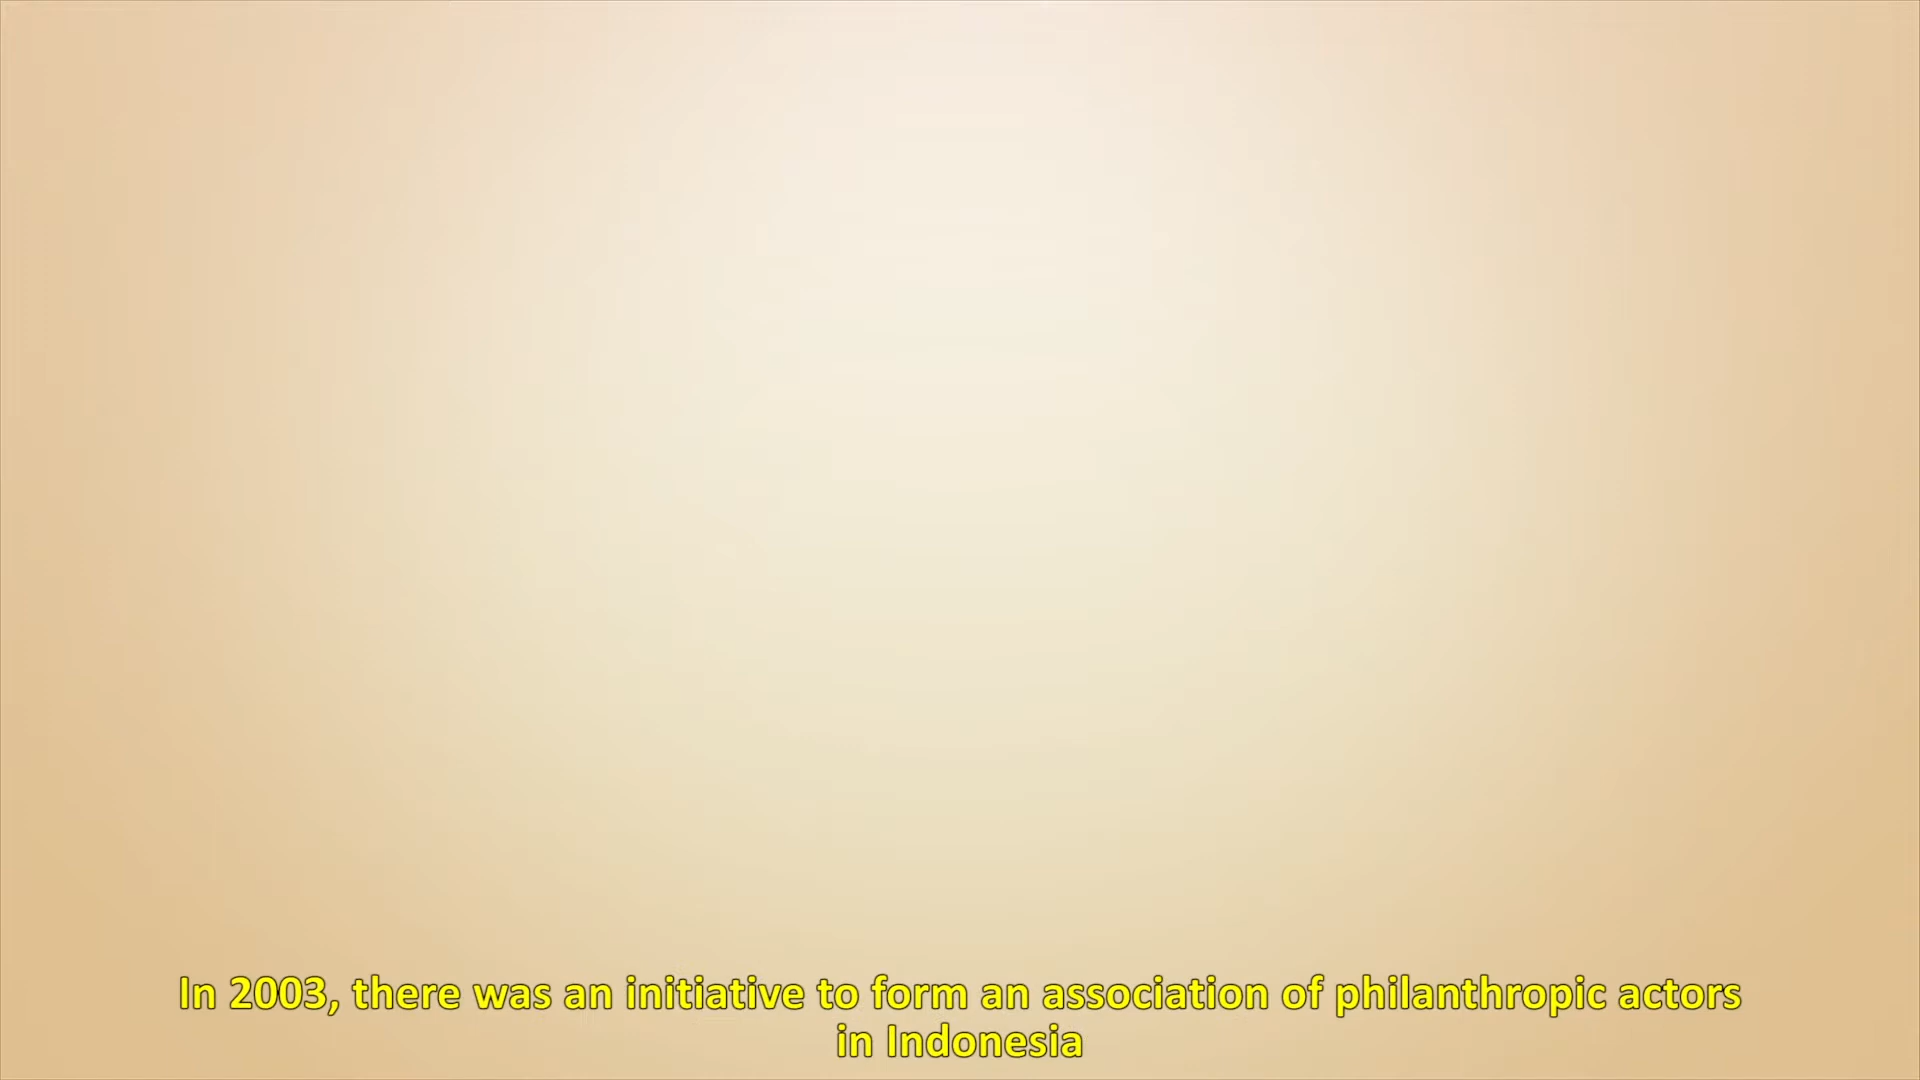 In 2003, there was an initiative to form an association of philanthropic actors
in Indonesia